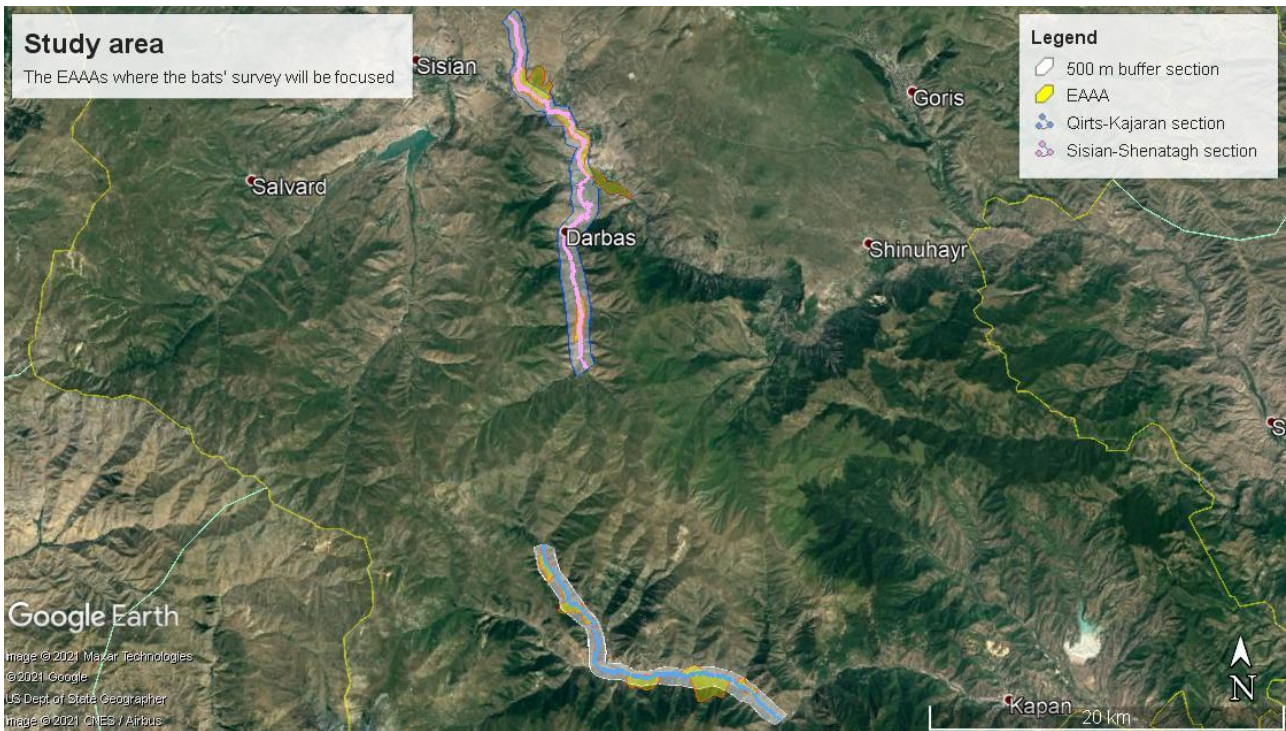 Study area
The EAAAs where the bats' survey will be focused
Legend
500 m buffer section
EAAA
Qirts-Kajaran section
Sisian-Shenatagh section
Sisian
Goris
Salvard
Darbas
Shinuhayr
S
Google Earth
Image © 2021 Maxar Technologies
© 2021 Google
US Dept of State Geographer
Image © 2021 CNES / Airbus
Kapan
20 km
N